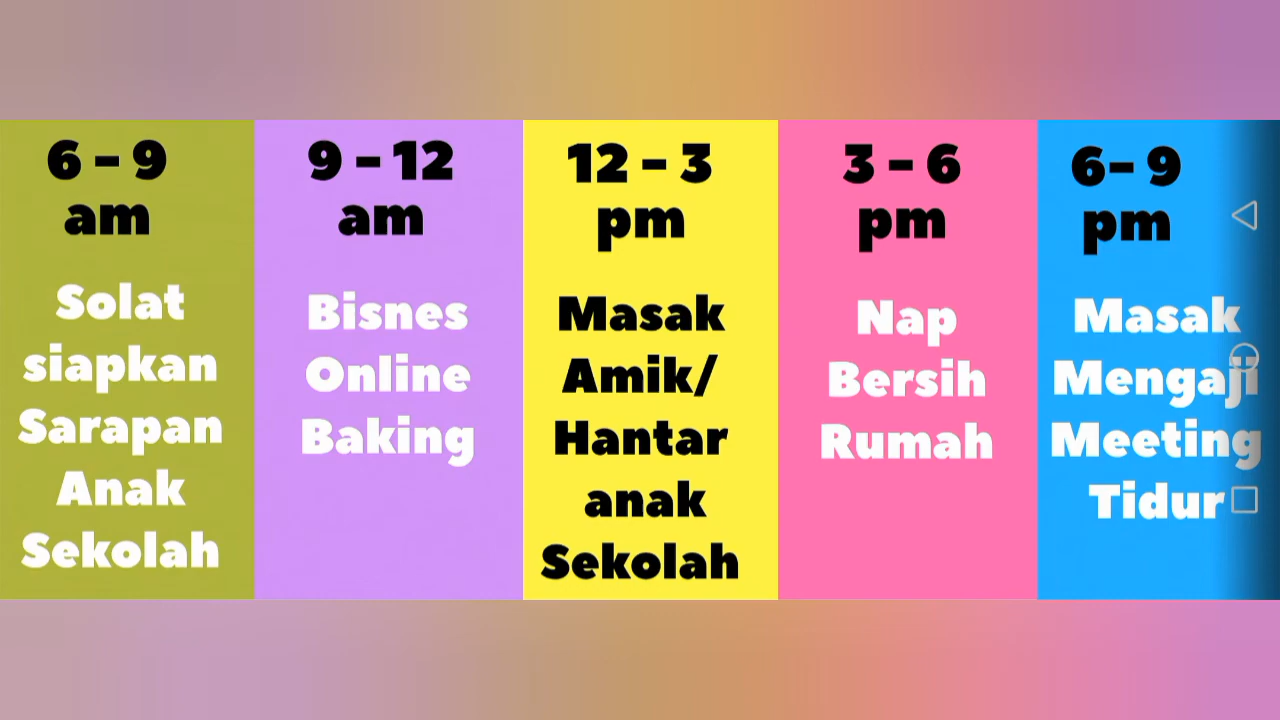 6 – 9
am
Solat
siapkan
Sarapan
Anak
Sekolah
9 – 12
am
Bisnes
Online
Baking
12 – 3
pm
Masak
Amik/
Hantar
anak
Sekolah
3 – 6
pm
Nap
Bersih
Rumah
6– 9
pm
Masak
Mengaji
Meeting
Tidur